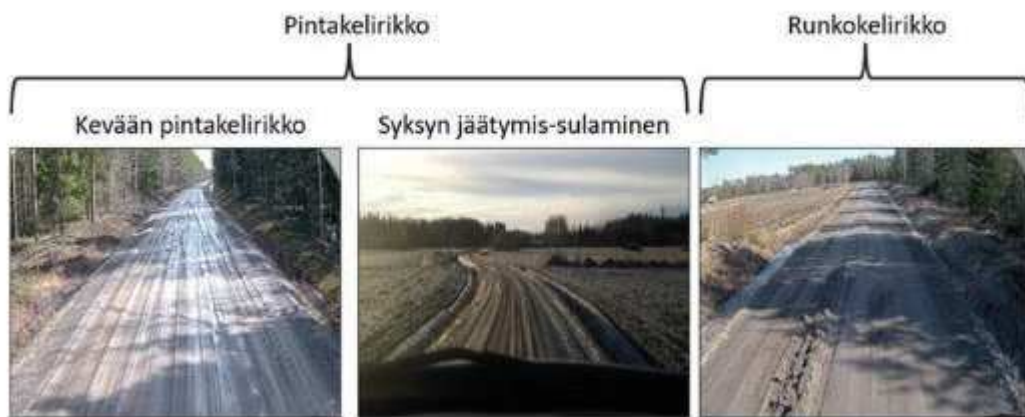 Pintakelirikko
Runkokelirikko
Kevään pintakelirikko
Syksyn jäätymis-sulaminen